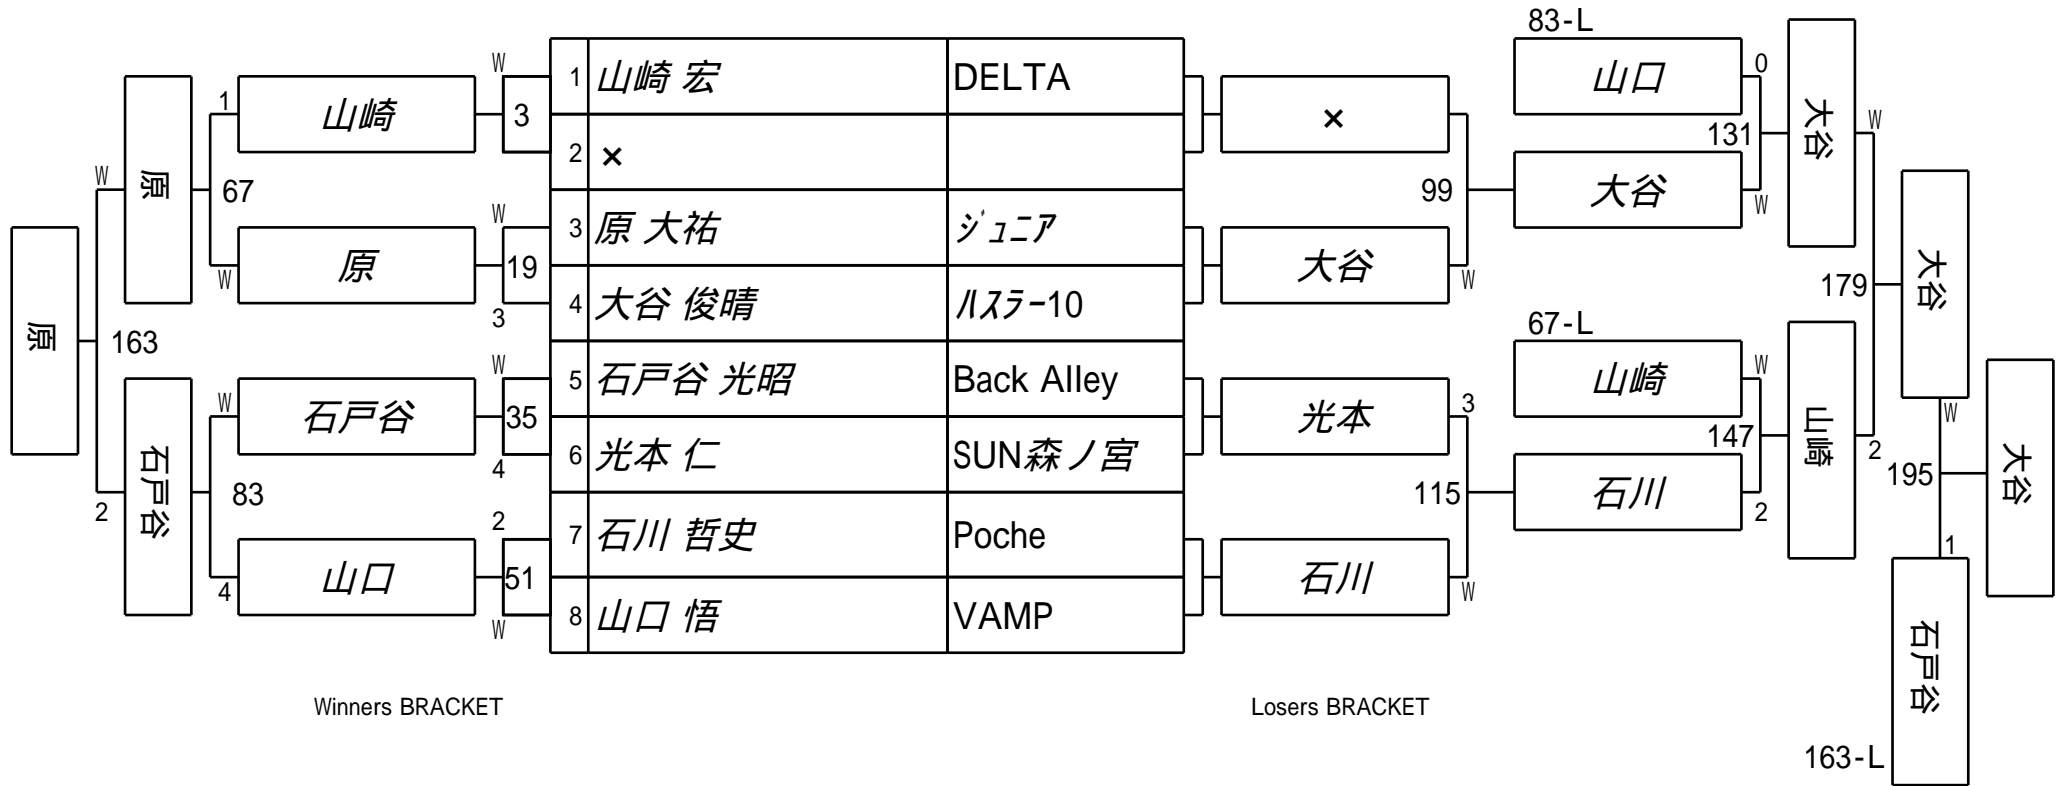 83-L
W
1 山崎 宏 DELTA
山口
0
1
山崎
3
×
大谷
W
2 ×
131
W
原
67
99
大谷
W
W
3 原 大祐 ジュニア
原
19
大谷
大谷
W
W
4 大谷 俊晴 ハスラー10
179
3
67-L
原
163
W
5 石戸谷 光昭 Back Alley
山崎
W
W
石戸谷
35
光本
3
W
大谷
石戸谷
6 光本 仁 SUN森ノ宮
147
山崎
2
4
195
2
83
115
石川
2
2
7 石川 哲史 Poche
1
山口
51
石川
4
W
8 山口 悟 VAMP
W
石戸谷
Winners BRACKET
Losers BRACKET
163-L